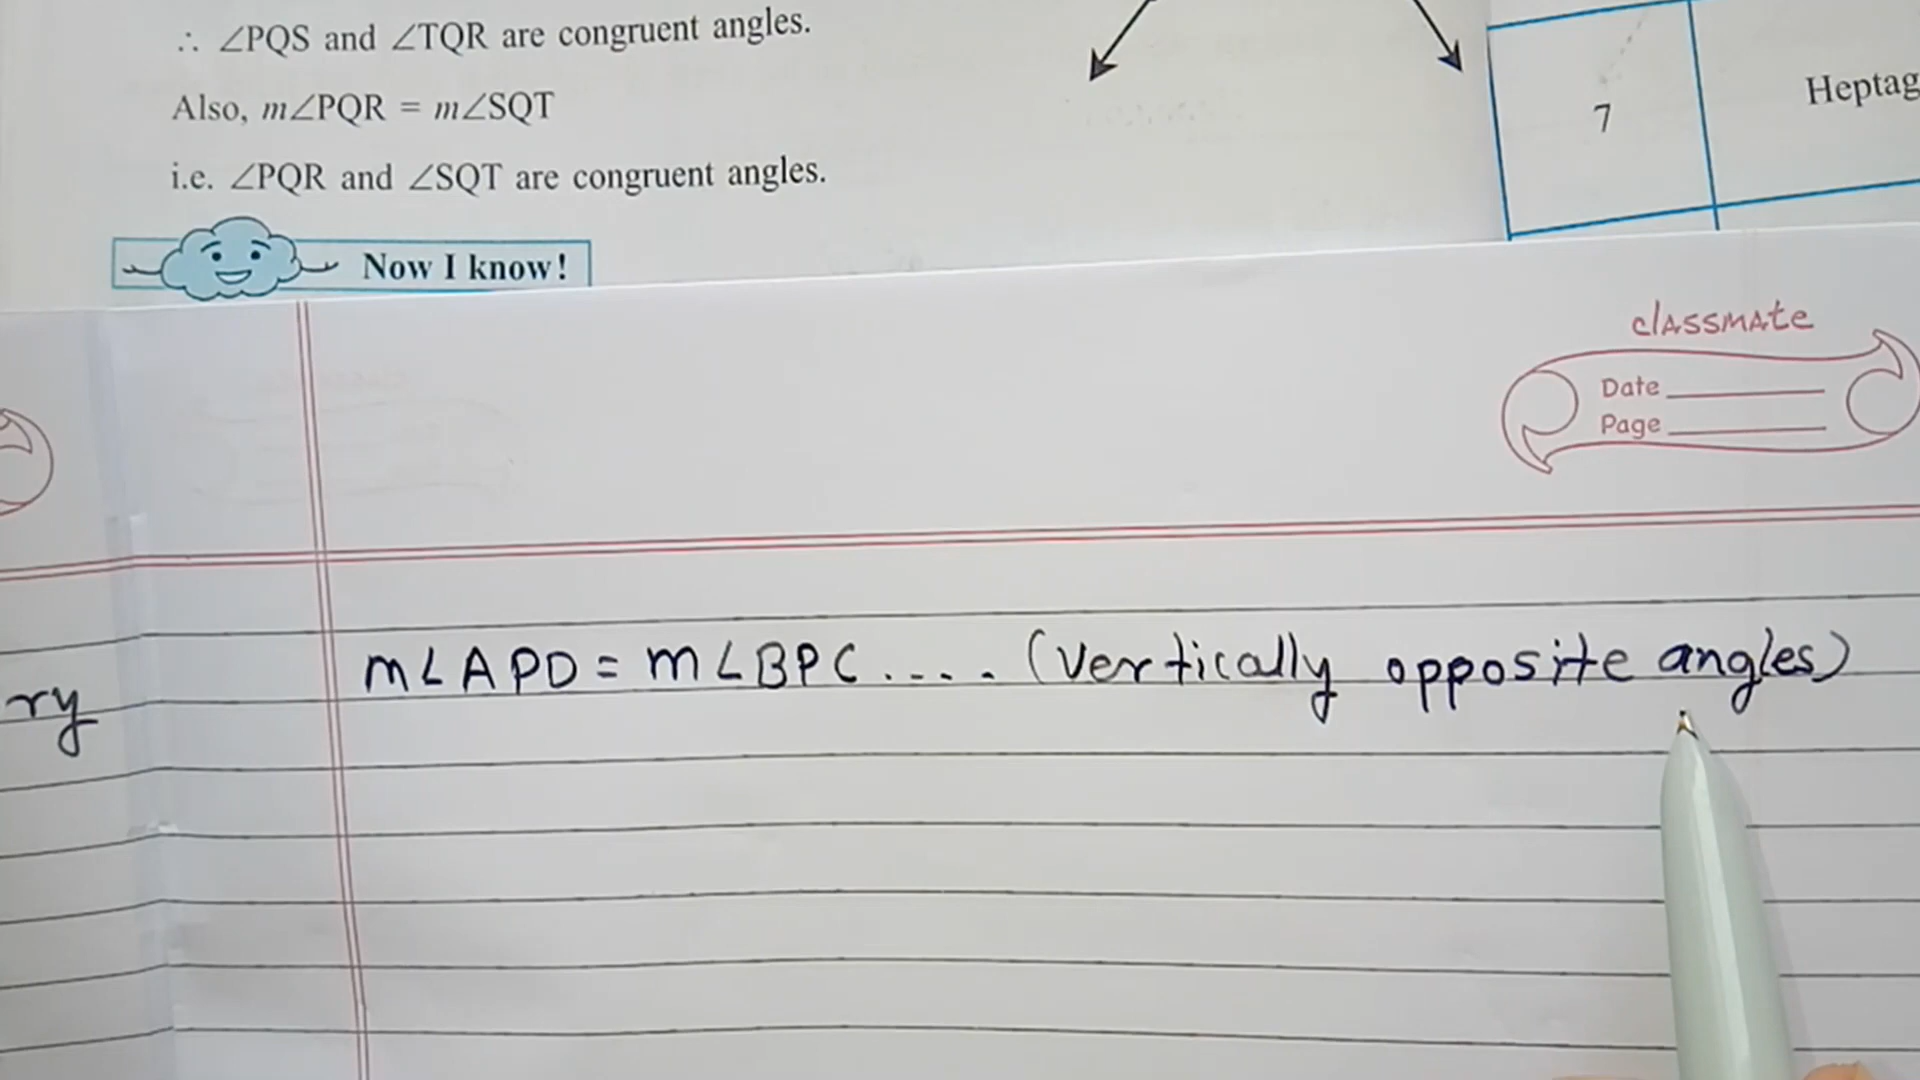 ∴ ∠PQS and ∠TQR are congruent angles.
Also, m∠PQR = m∠SQT
i.e. ∠PQR and ∠SQT are congruent angles.
Now I know!
7
Heptag
classmate
Date
Page
ry
m∠APD = m∠BPC .... (vertically opposite angles)